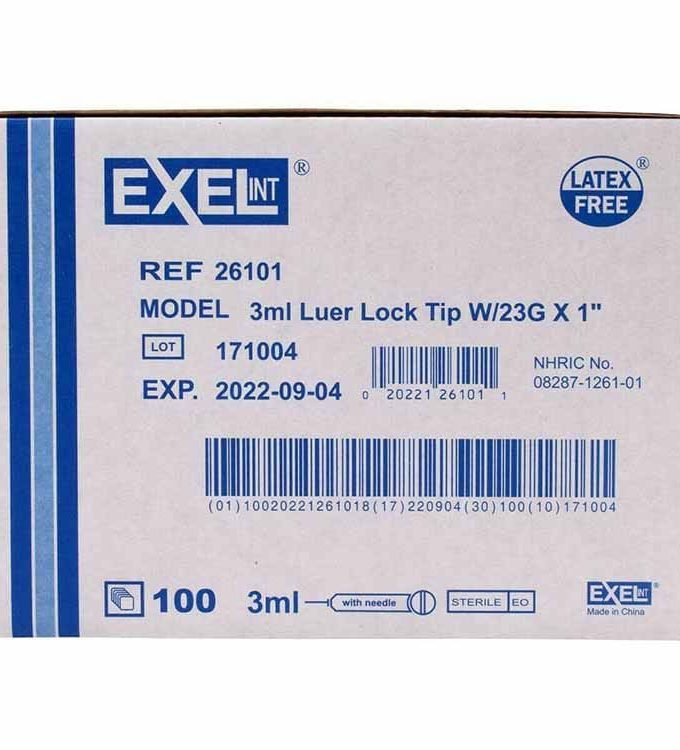 EXELINT®
LATEX FREE®
REF 26101
MODEL 3ml Luer Lock Tip W/23G X 1"
LOT 171004
EXP. 2022-09-04
0 20221 26101 1
NHRIC No.
08287-1261-01
(01)10020221261018(17)220904(30)100(10)171004
100 3ml with needle STERILE EO
EXELINT®
Made in China